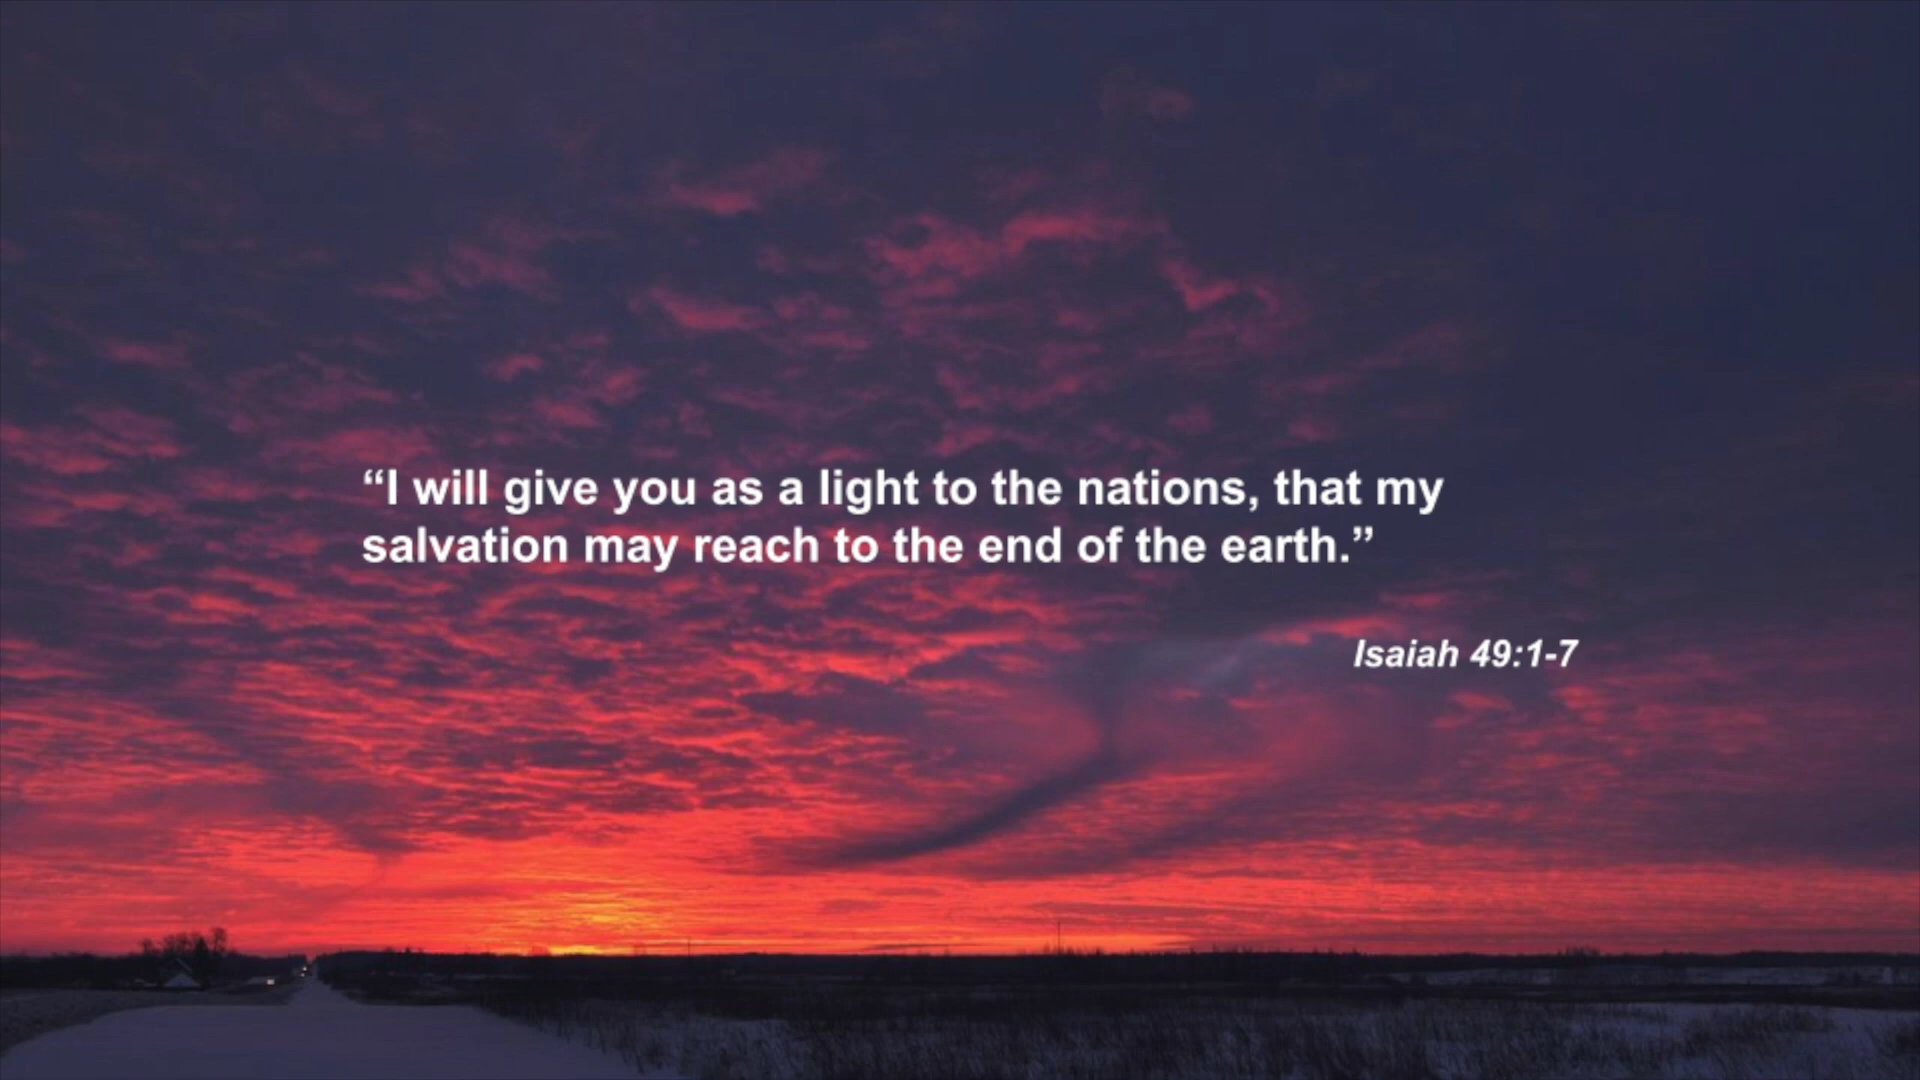 “I will give you as a light to the nations, that my
salvation may reach to the end of the earth.”
Isaiah 49:1-7